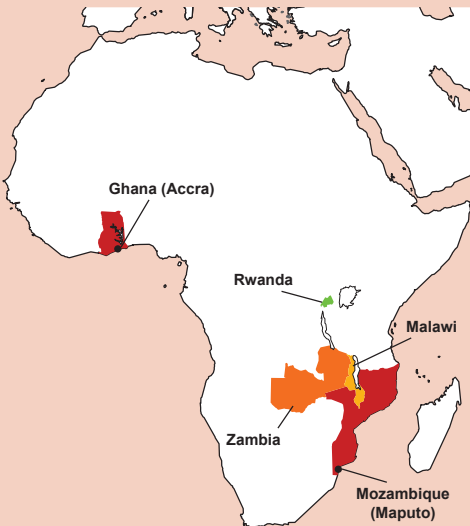 Ghana (Accra)
Rwanda
Malawi
Zambia
Mozambique
(Maputo)